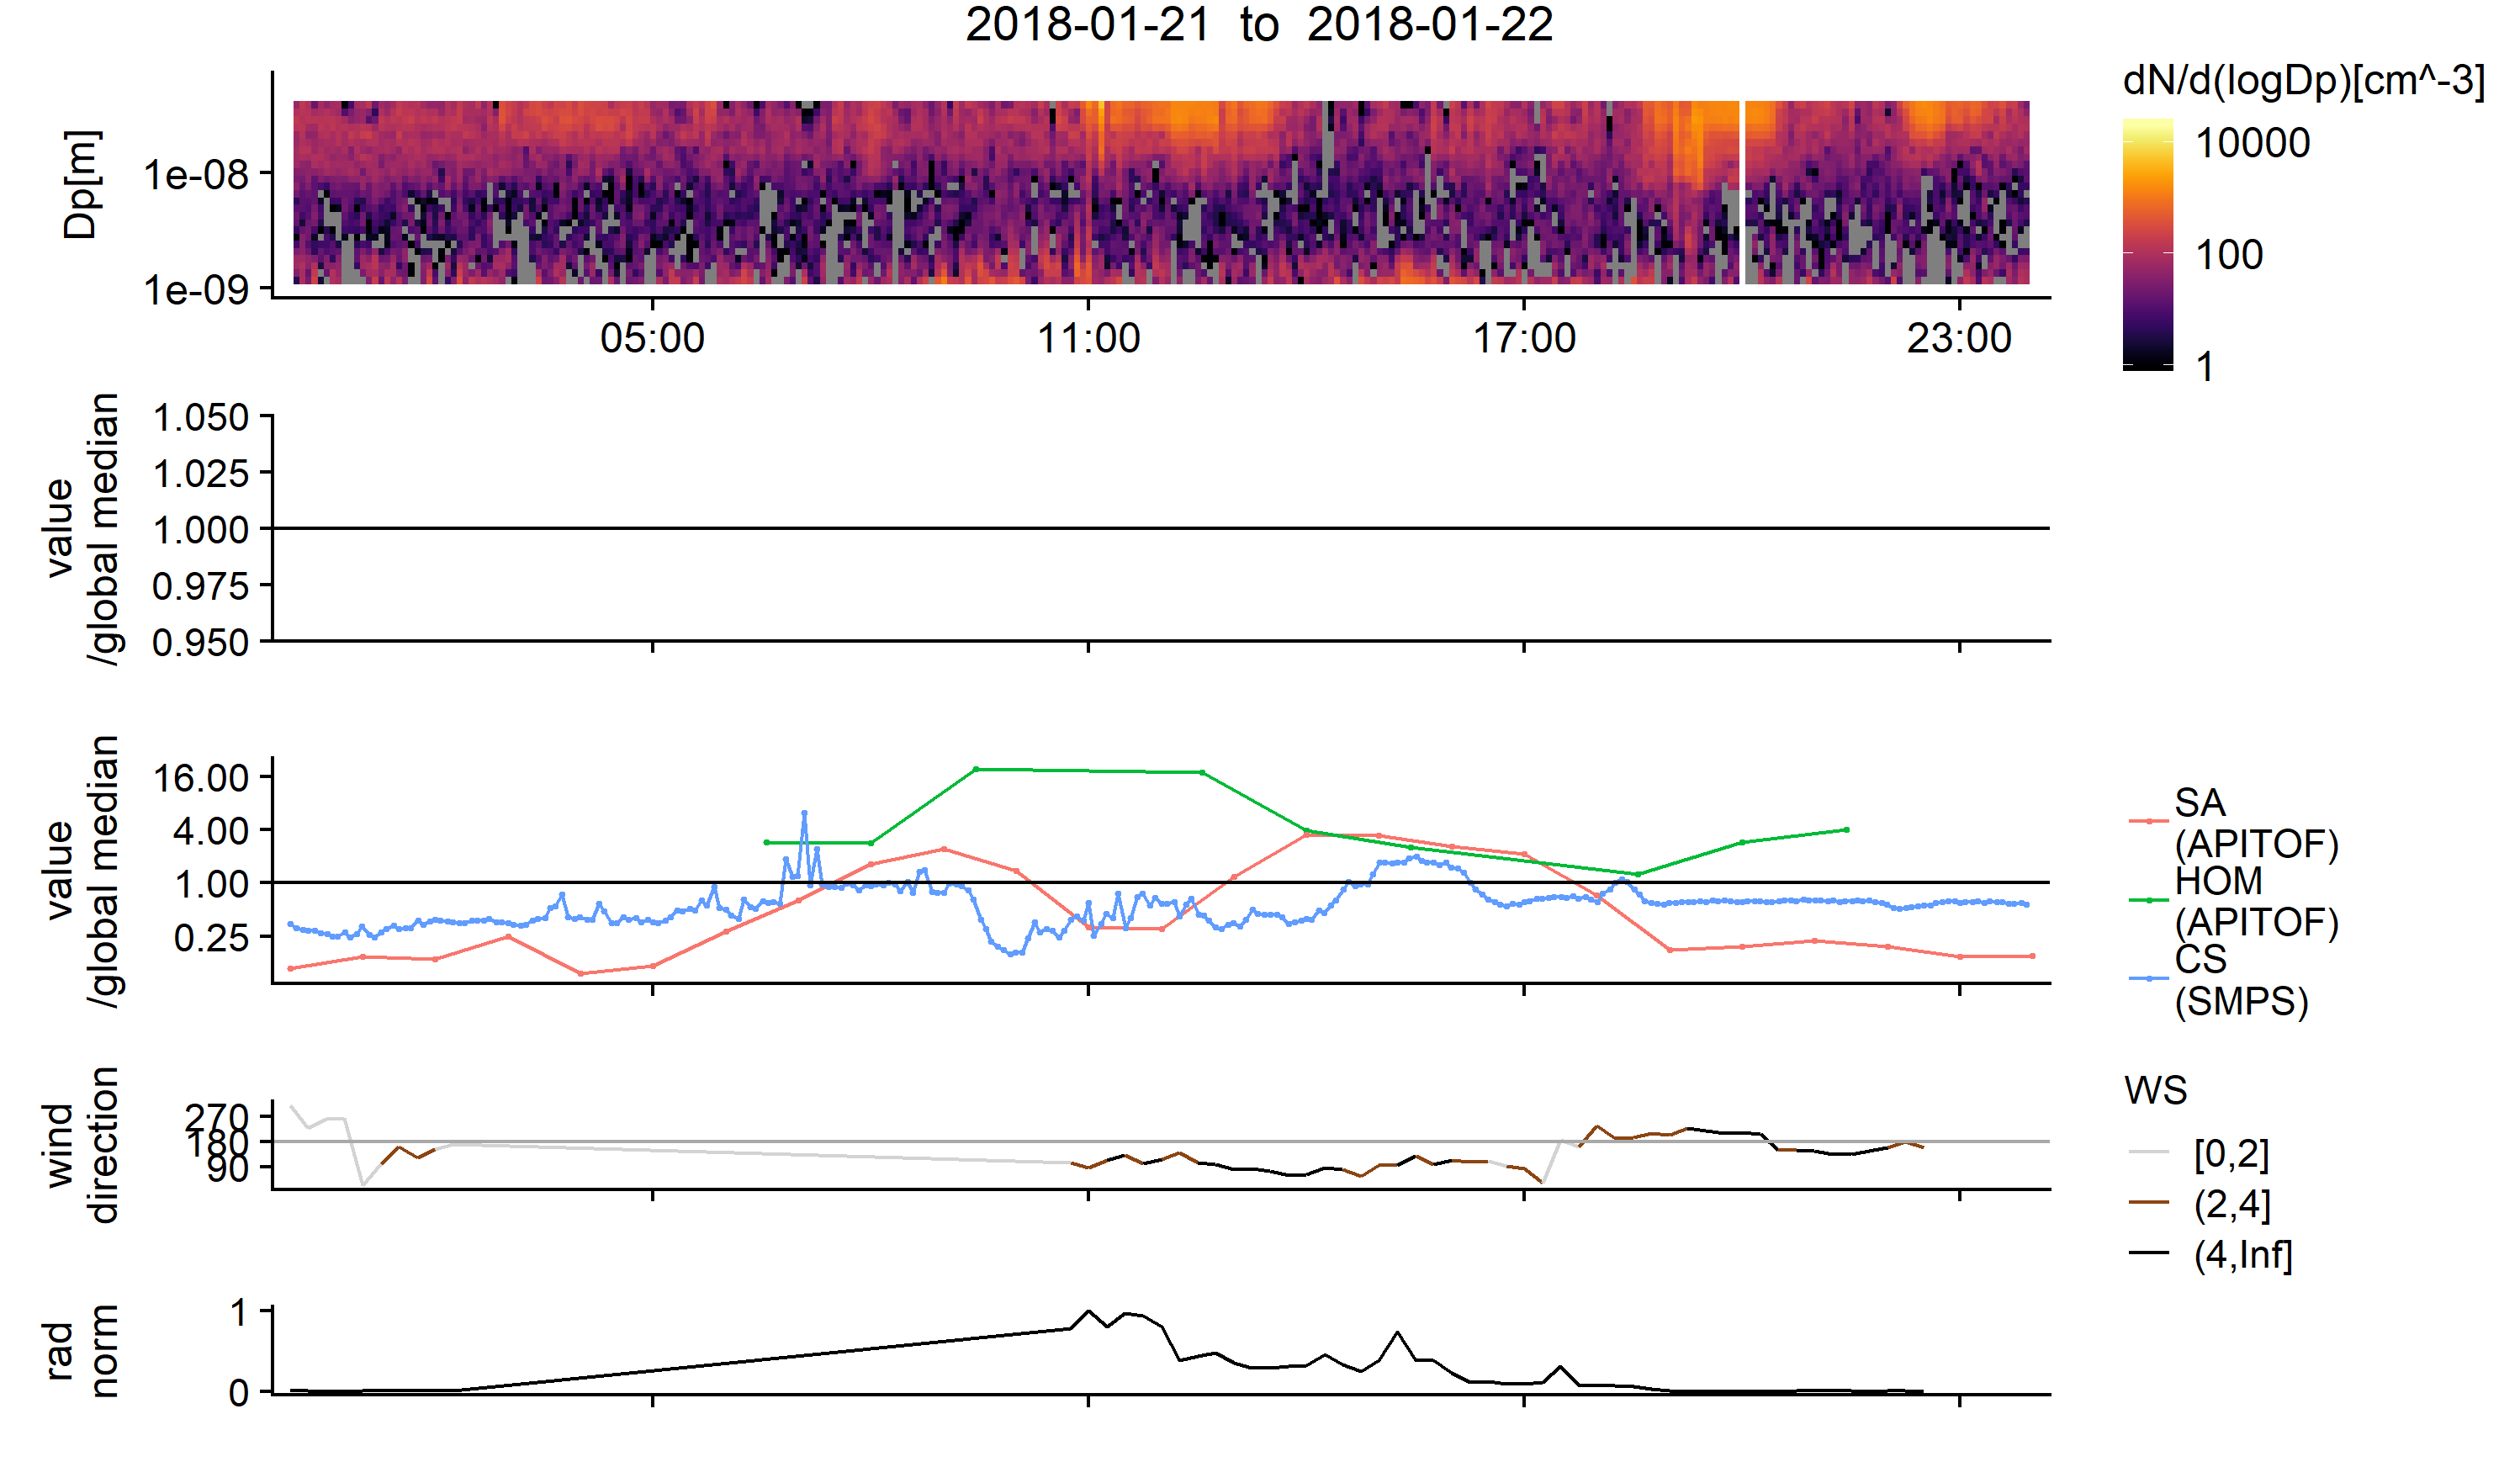 2018-01-21 to 2018-01-22
Dp[m]
1e-08
1e-09
05:00
11:00
17:00
23:00
dN/d(logDp)[cm^-3]
10000
100
1
value
/global median
1.050
1.025
1.000
0.975
0.950
value
/global median
16.00
4.00
1.00
0.25
SA
(APITOF)
HOM
(APITOF)
CS
(SMPS)
wind
direction
270
180
90
WS
[0,2]
(2,4]
(4,Inf]
rad
norm
1
0